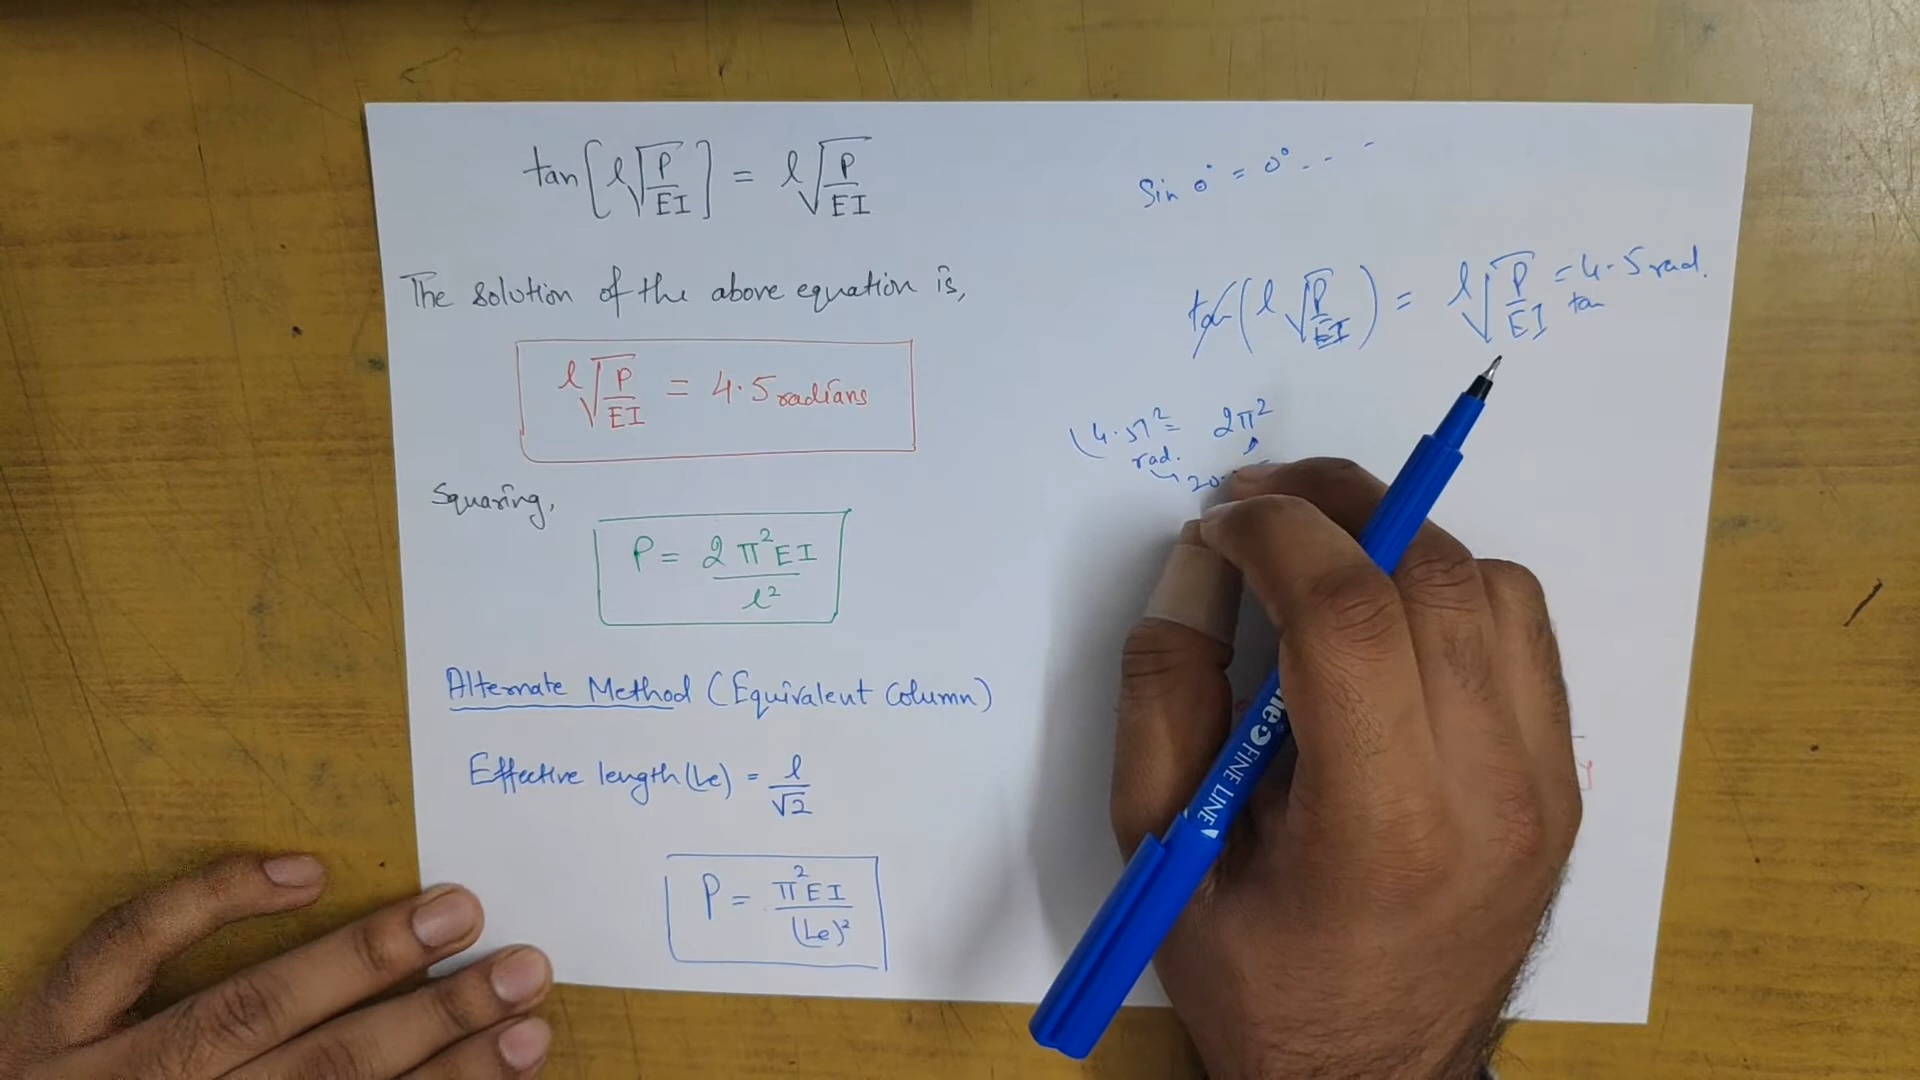 tan[l√(P/EI)] = l√(P/EI)
The solution of the above equation is,
l√(P/EI) = 4.5 radians
Squaring,
P = 2π²EI/l²
Alternate Method (Equivalent Column)
Effective length (Le) = l/√2
P = π²EI/(Le)²
Sin 0° = 0° - - -
tan(l√(P/EI)) = l√(P/EI) = 4.5 rad.
tan
(4.5)² = 2π²
rad.
20.
FINE LINE